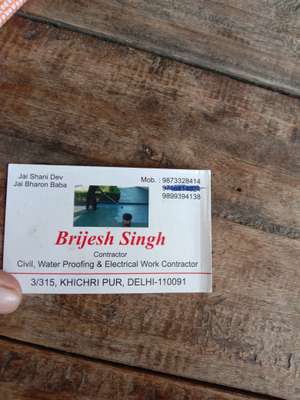 Jai Shani Dev
Jai Bharon Baba
Mob. : 9873328414
9899394138
Brijesh Singh
Contractor
Civil, Water Proofing & Electrical Work Contractor
3/315, KHICHRI PUR, DELHI-110091